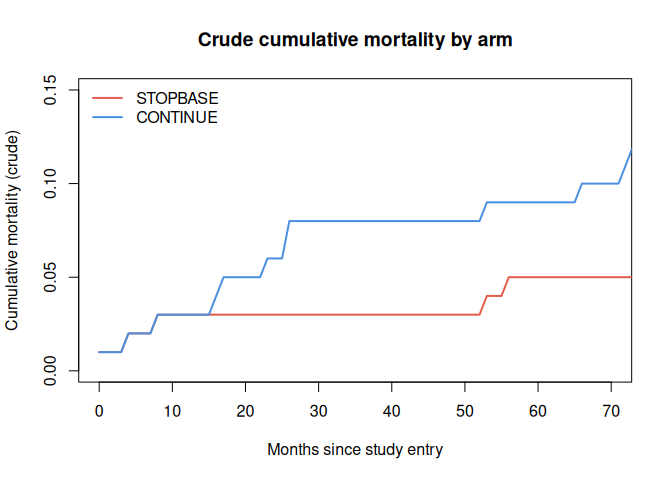 Crude cumulative mortality by arm
STOPBASE
CONTINUE
Cumulative mortality (crude)
0.15
0.10
0.05
0.00
0 10 20 30 40 50 60 70
Months since study entry